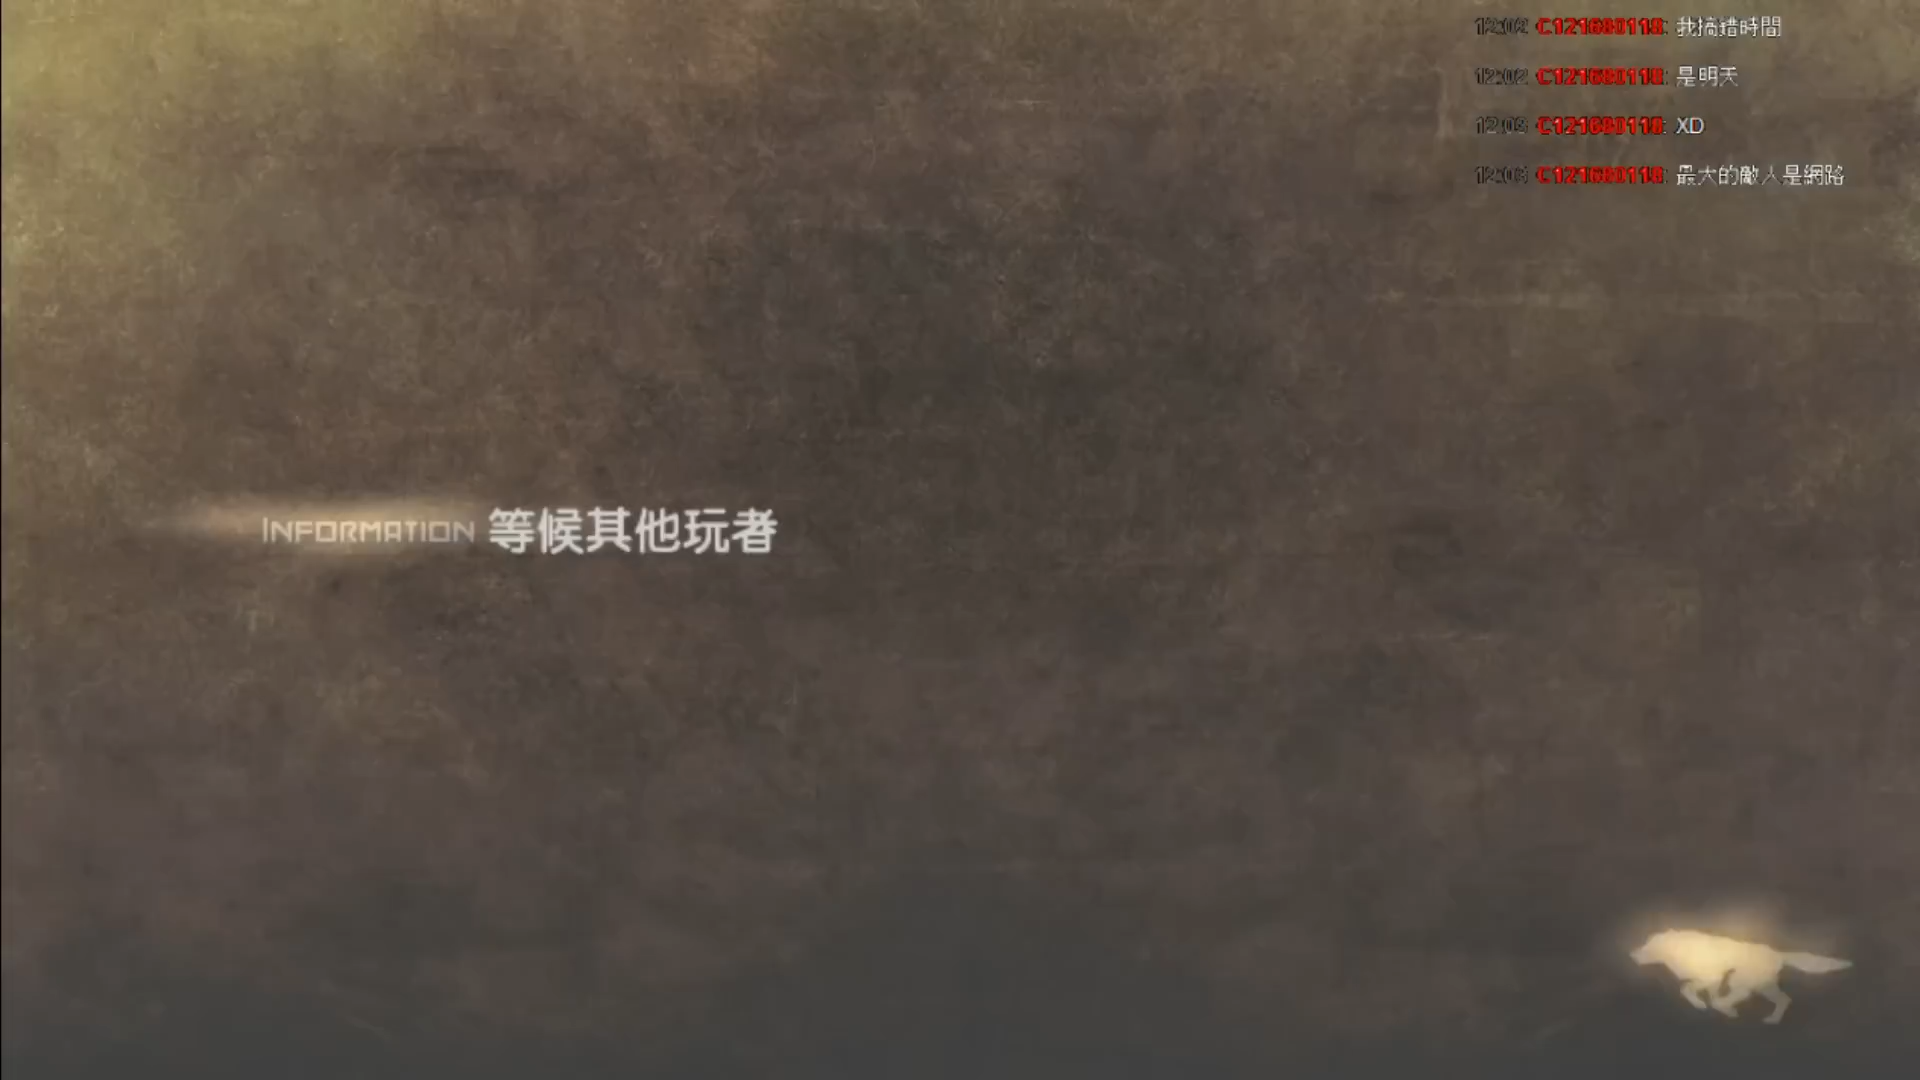 12:02 C121680118: 我搞錯時間
12:02 C121680118: 是明天
12:03 C121680118: XD
12:03 C121680118: 最大的敵人是網路
INFORMATION 等候其他玩者